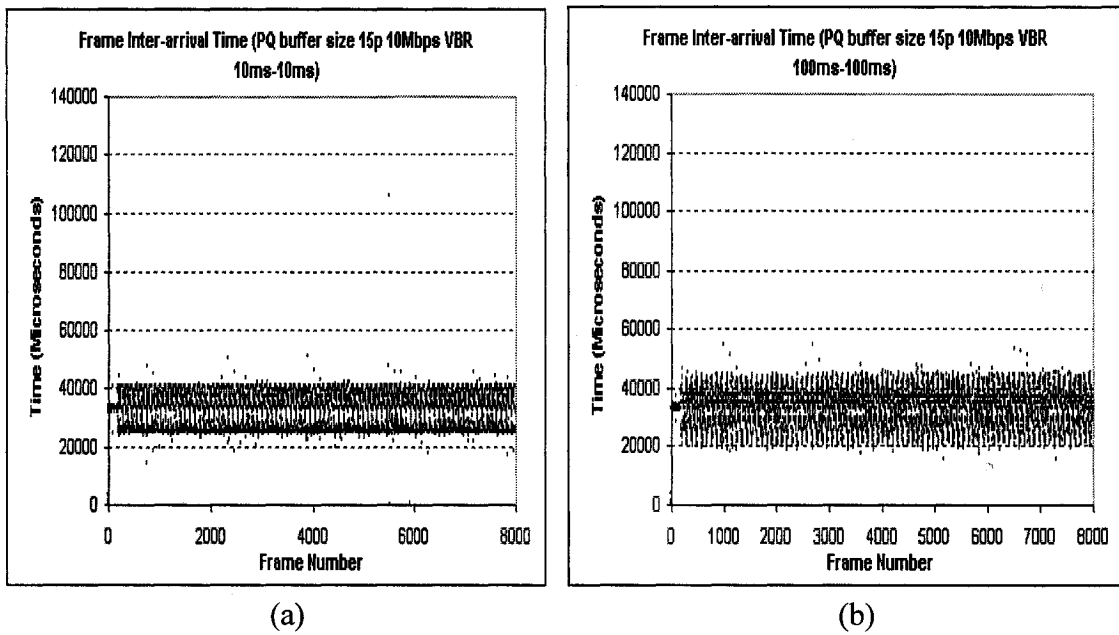 Frame Inter-arrival Time (PQ buffer size 15p 10Mbps VBR
10ms-10ms)
Time (Microseconds)
140000
120000
100000
80000
60000
40000
20000
0
0 2000 4000 6000 8000
Frame Number
(a)
Frame Inter-arrival Time (PQ buffer size 15p 10Mbps VBR
100ms-100ms)
Time (Microseconds)
140000
120000
100000
80000
60000
40000
20000
0
0 1000 2000 3000 4000 5000 6000 7000 8000
Frame Number
(b)